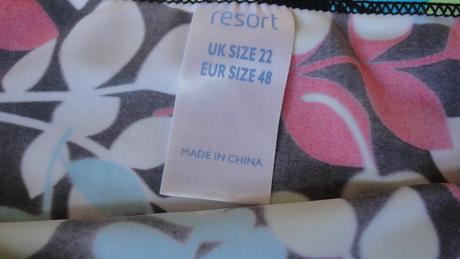 resort
UK SIZE 22
EUR SIZE 48
MADE IN CHINA